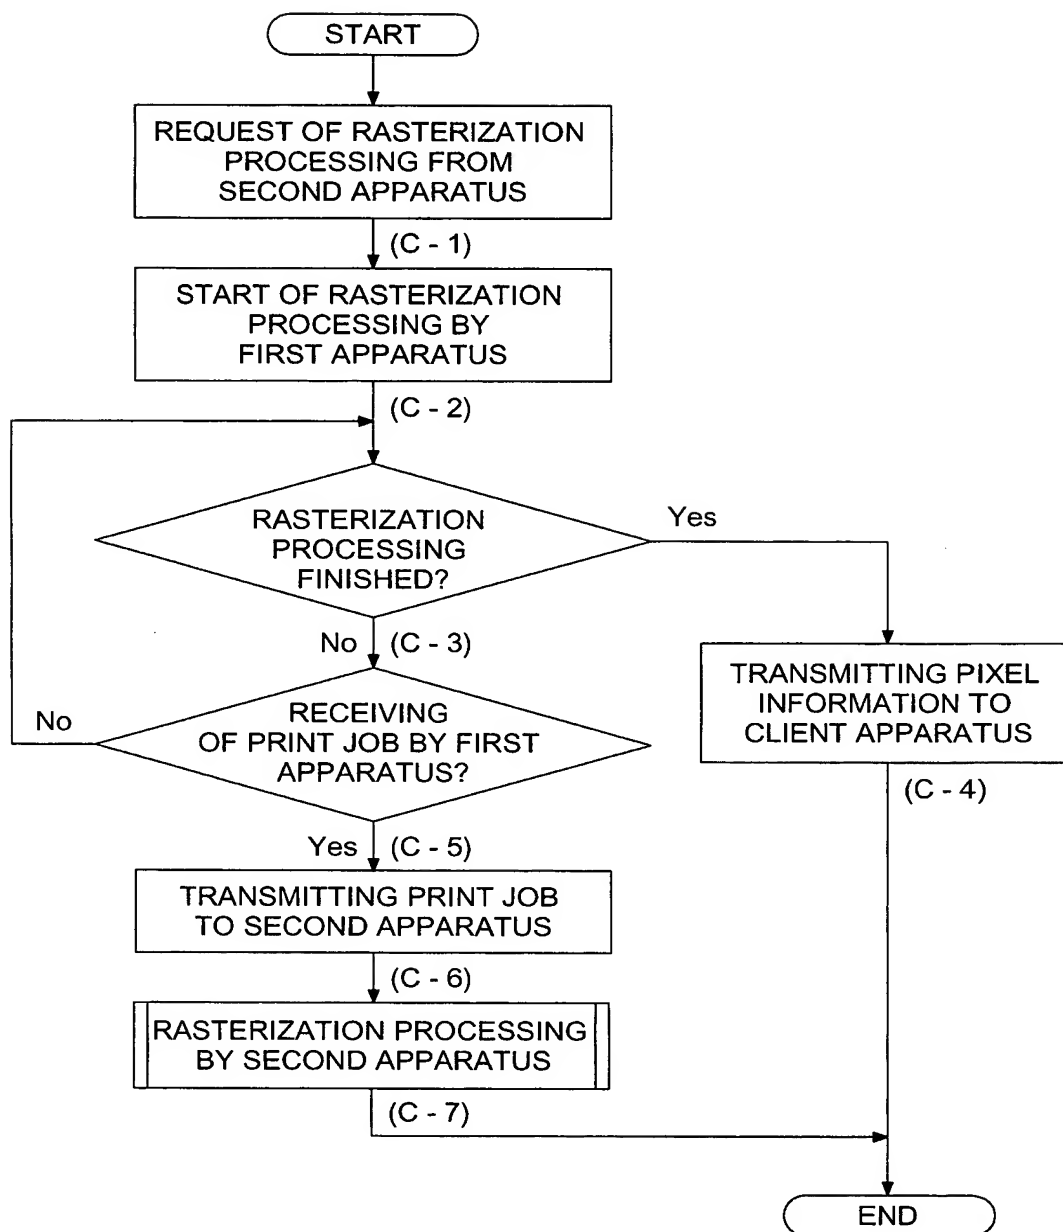 START
REQUEST OF RASTERIZATION
PROCESSING FROM
SECOND APPARATUS
(C - 1)
START OF RASTERIZATION
PROCESSING BY
FIRST APPARATUS
(C - 2)
RASTERIZATION
PROCESSING
FINISHED?
Yes
No (C - 3)
TRANSMITTING PIXEL
INFORMATION TO
CLIENT APPARATUS
(C - 4)
RECEIVING
OF PRINT JOB BY FIRST
APPARATUS?
No
Yes (C - 5)
TRANSMITTING PRINT JOB
TO SECOND APPARATUS
(C - 6)
RASTERIZATION PROCESSING
BY SECOND APPARATUS
(C - 7)
END